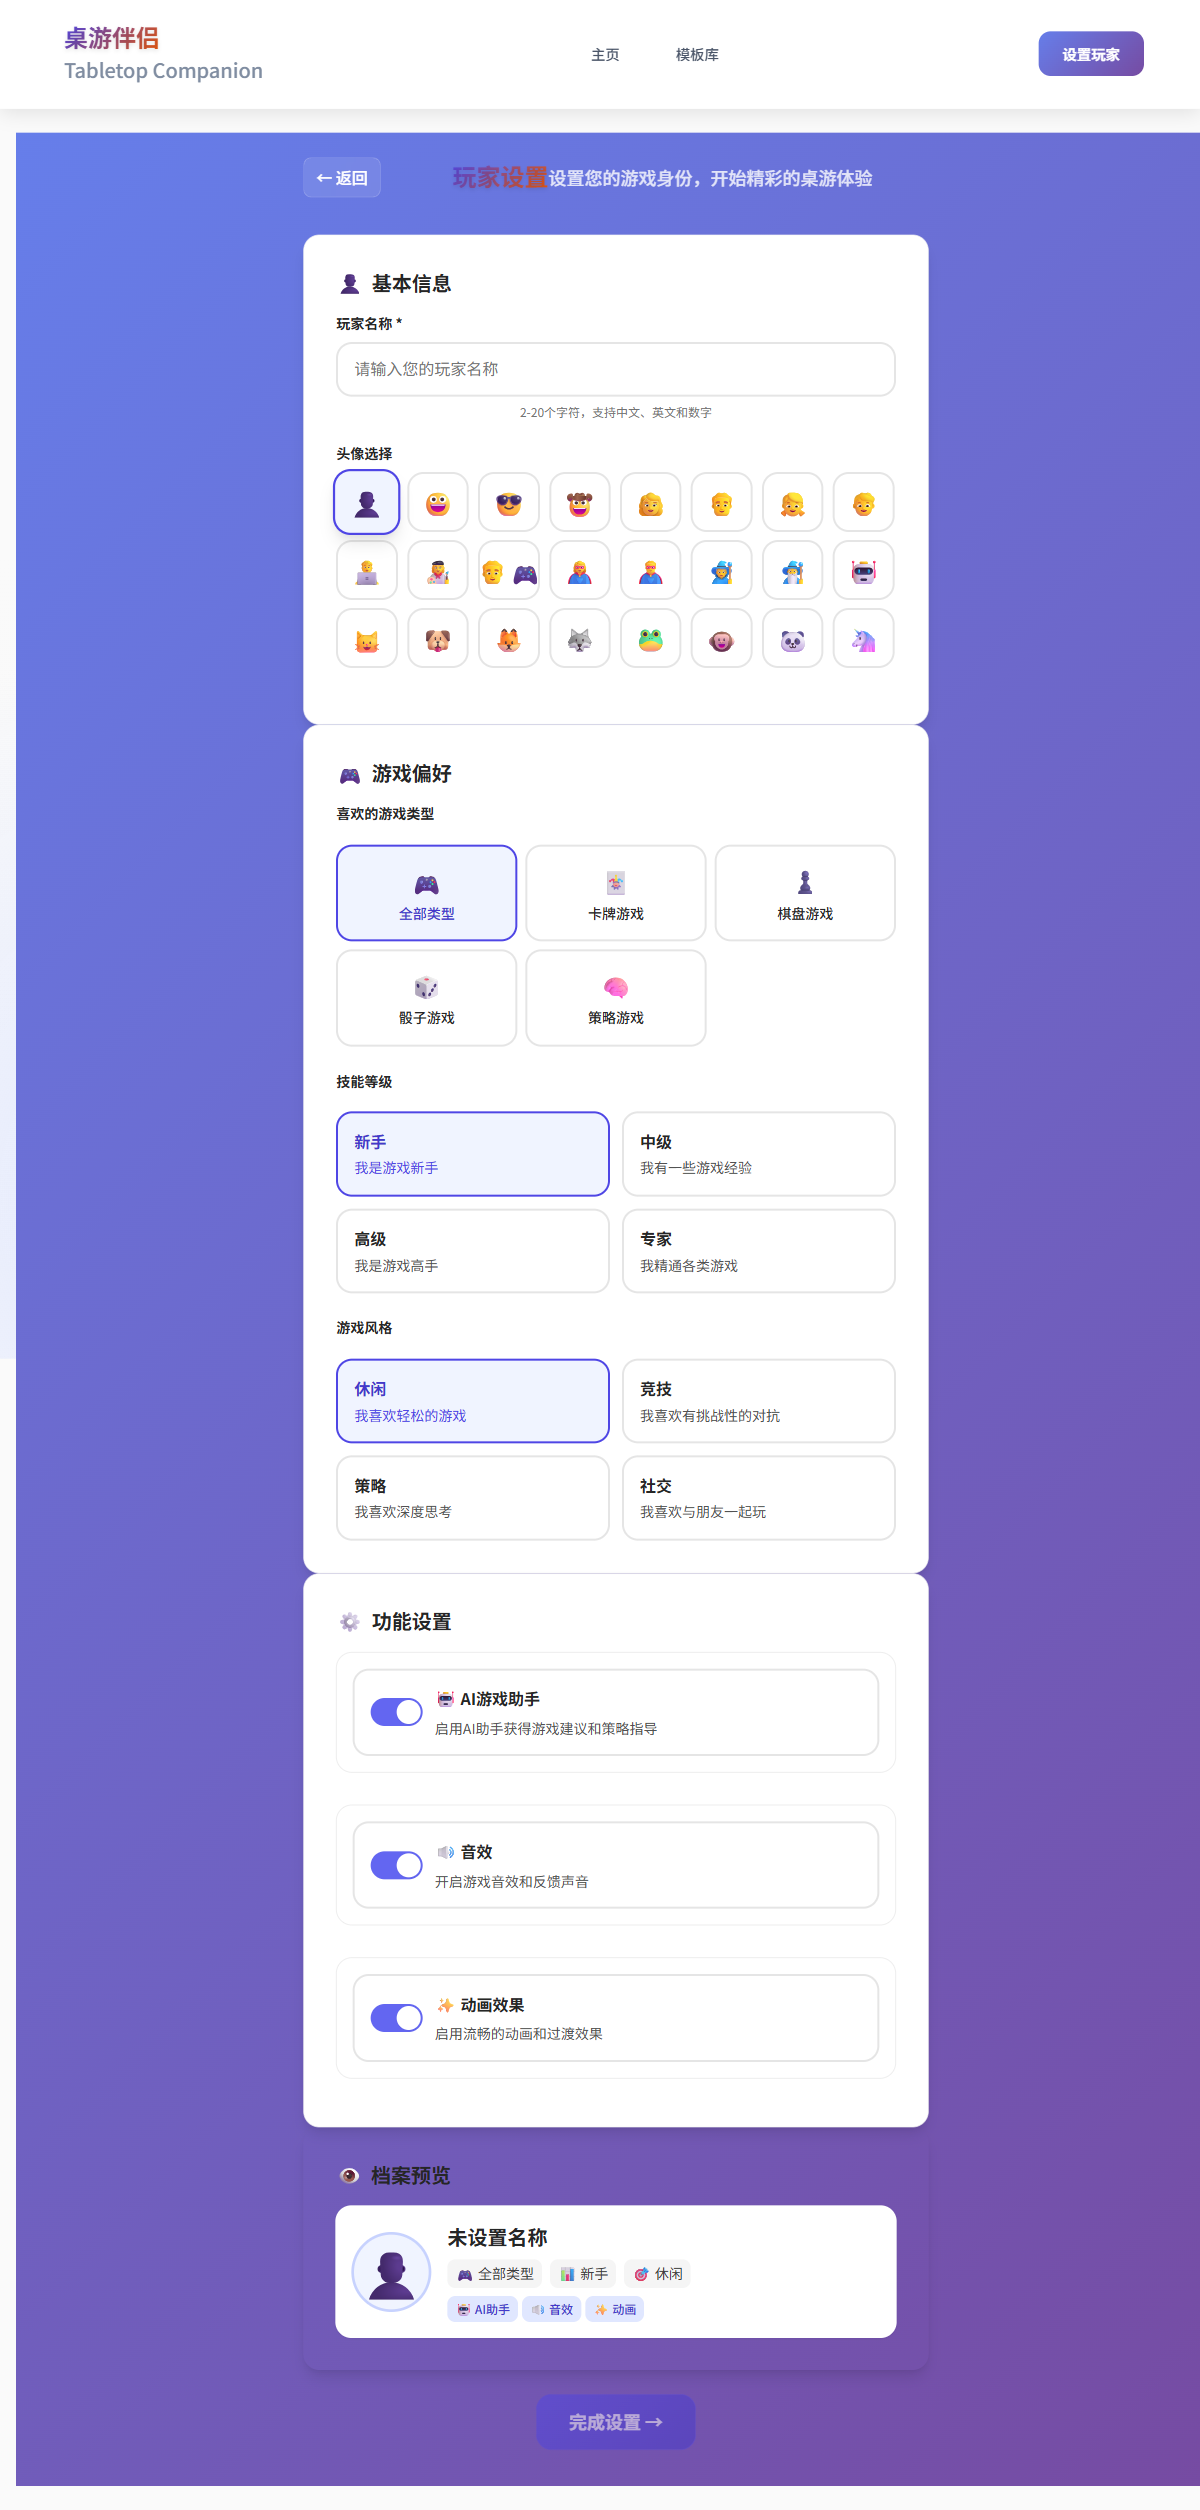 桌游伴侣
Tabletop Companion
主页
模板库
设置玩家
← 返回
玩家设置设置您的游戏身份，开始精彩的桌游体验
基本信息
玩家名称 *
请输入您的玩家名称
2-20个字符，支持中文、英文和数字
头像选择
游戏偏好
喜欢的游戏类型
全部类型
卡牌游戏
棋盘游戏
骰子游戏
策略游戏
技能等级
新手
我是游戏新手
中级
我有一些游戏经验
高级
我是游戏高手
专家
我精通各类游戏
游戏风格
休闲
我喜欢轻松的游戏
竞技
我喜欢有挑战性的对抗
策略
我喜欢深度思考
社交
我喜欢与朋友一起玩
功能设置
AI游戏助手
启用AI助手获得游戏建议和策略指导
音效
开启游戏音效和反馈声音
动画效果
启用流畅的动画和过渡效果
档案预览
未设置名称
全部类型
新手
休闲
AI助手
音效
动画
完成设置 →